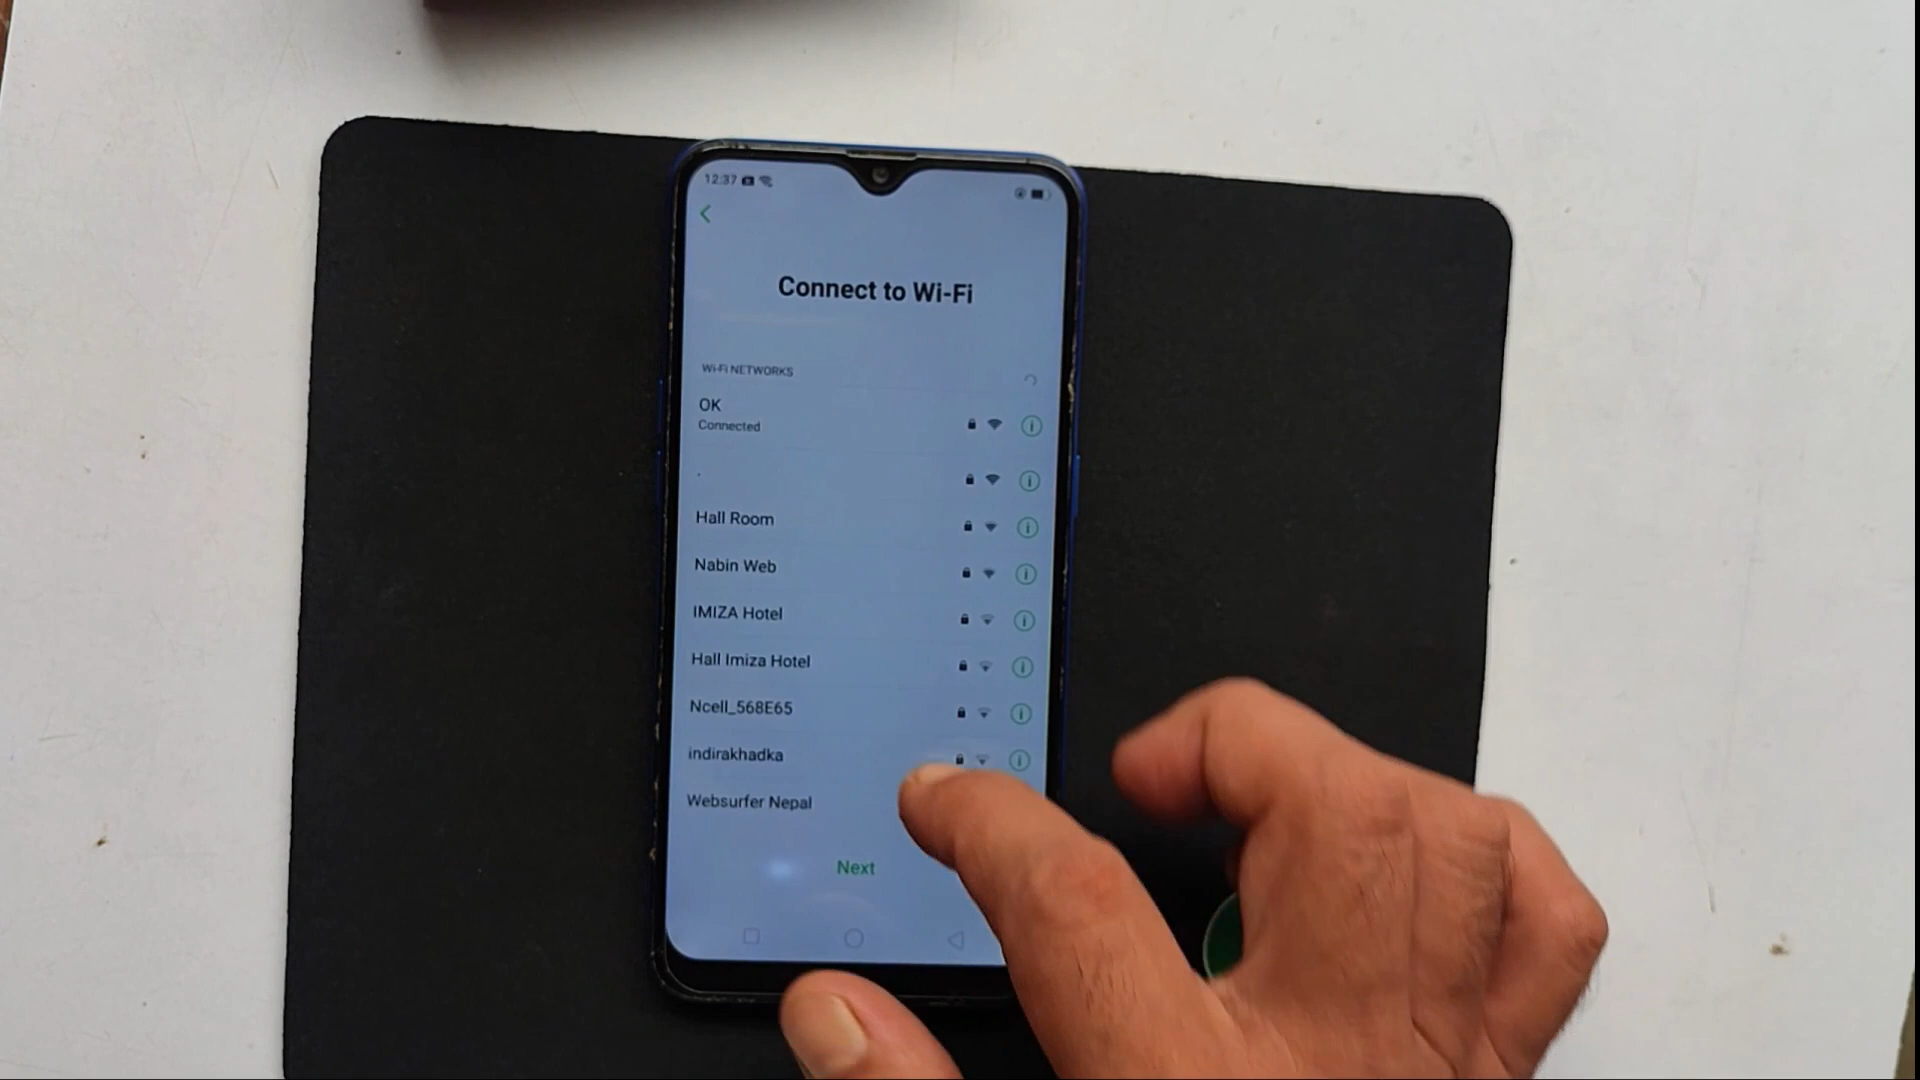 12:37
Connect to Wi-Fi
Wi-Fi NETWORKS
OK
Connected
.
Hall Room
Nabin Web
IMIZA Hotel
Hall Imiza Hotel
Ncell_568E65
indirakhadka
Websurfer Nepal
Next